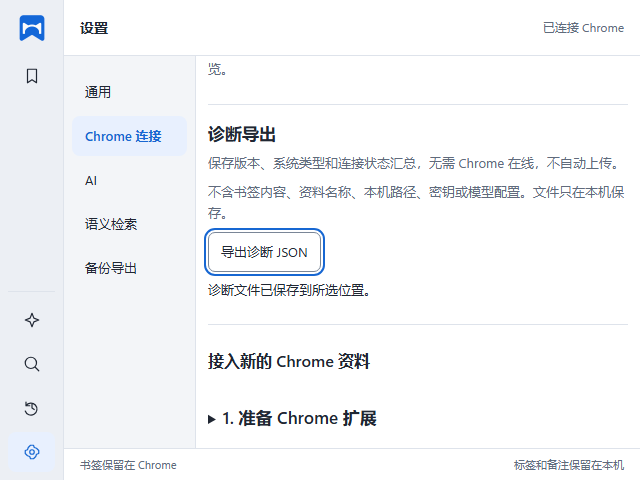 设置
已连接 Chrome
通用
Chrome 连接
AI
语义检索
备份导出
览。
诊断导出
保存版本、系统类型和连接状态汇总，无需 Chrome 在线，不自动上传。
不含书签内容、资料名称、本机路径、密钥或模型配置。文件只在本机保
存。
导出诊断 JSON
诊断文件已保存到所选位置。
接入新的 Chrome 资料
1. 准备 Chrome 扩展
书签保留在 Chrome
标签和备注保留在本机